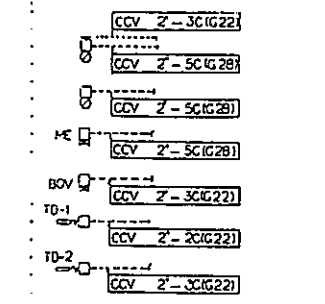 CCV 2°-3C(G22)
CCV 2°-5C(G28)
CCV 2°-5C(G28)
ME
CCV 2°-5C(G28)
BOV
CCV 2°-3C(G22)
TD-1
CCV 2°-2C(G22)
TD-2
CCV 2°-3C(G22)